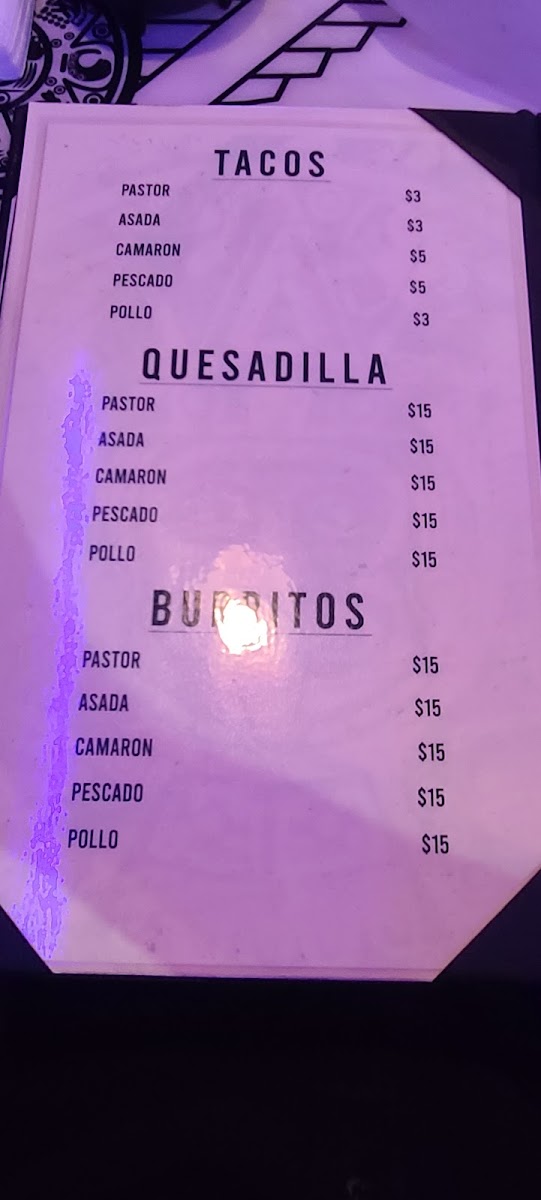 TACOS
PASTOR $3
ASADA $3
CAMARON $5
PESCADO $5
POLLO $3
QUESADILLA
PASTOR $15
ASADA $15
CAMARON $15
PESCADO $15
POLLO $15
BURRITOS
PASTOR $15
ASADA $15
CAMARON $15
PESCADO $15
POLLO $15